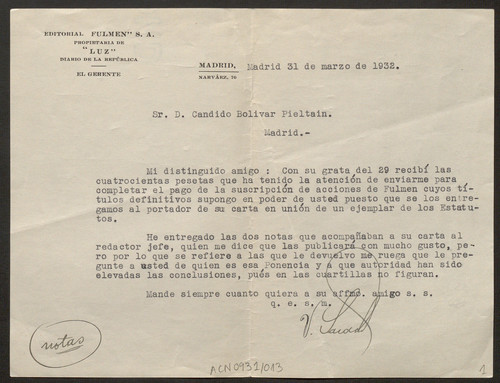 EDITORIAL "FULMEN" S. A.
PROPIETARIA DE
"LUZ"
DIARIO DE LA REPÚBLICA
EL GERENTE
MADRID,
NARVÁEZ, 70
Madrid 31 de marzo de 1932.
Sr. D. Candido Bolivar Pieltain.
Madrid.-
Mi distinguido amigo : Con su grata del 29 recibí las
cuatrocientas pesetas que ha tenido la atención de enviarme para
completar el pago de la suscripción de acciones de Fulmen cuyos tí-
tulos definitivos supongo en poder de usted puesto que se los entre-
gamos al portador de su carta en unión de un ejemplar de los Estatu-
tos.
He entregado las dos notas que acompañaban a su carta al
redactor jefe, quien me dice que las publicará con mucho gusto, pe-
ro por lo que se refiere a las que le devuelvo me ruega que le pre-
gunte a usted de quien es esa Ponencia y a que autoridad han sido
elevadas las conclusiones, pués en las cuartillas no figuran.
Mande siempre cuanto quiera a su affmo. amigo s. s.
q. e. s. m.
V.
notas
ACN0931/013
1